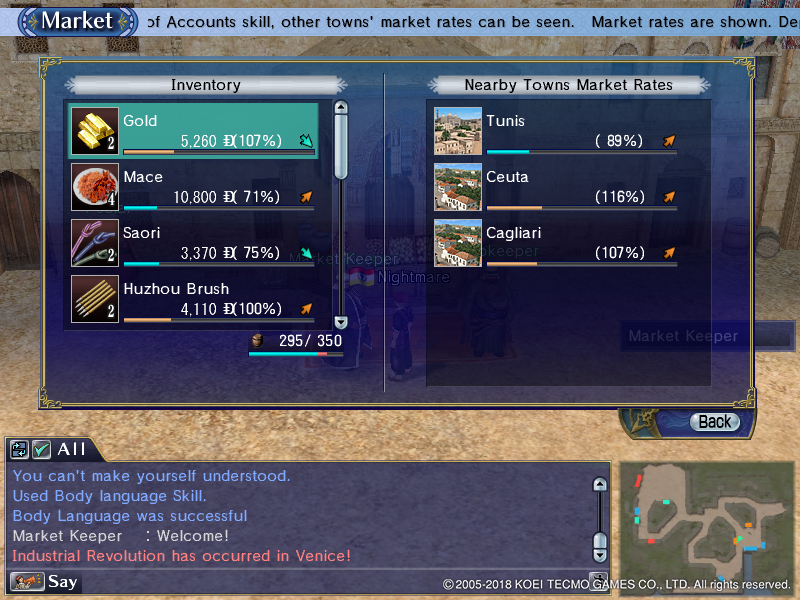 Market
of Accounts skill, other towns' market rates can be seen. Market rates are shown. De
Inventory
Gold
2
5,260 D(107%)
Mace
4
10,800 D( 71%)
Saori
2
3,370 D( 75%)
Huzhou Brush
2
4,110 D(100%)
295/ 350
Nearby Towns Market Rates
Tunis
( 89%)
Ceuta
(116%)
Cagliari
(107%)
Market Keeper
Nightmare
Market Keeper
Back
All
You can't make yourself understood.
Used Body language Skill.
Body Language was successful
Market Keeper : Welcome!
Industrial Revolution has occurred in Venice!
Say
©2005-2018 KOEI TECMO GAMES CO., LTD. All rights reserved.